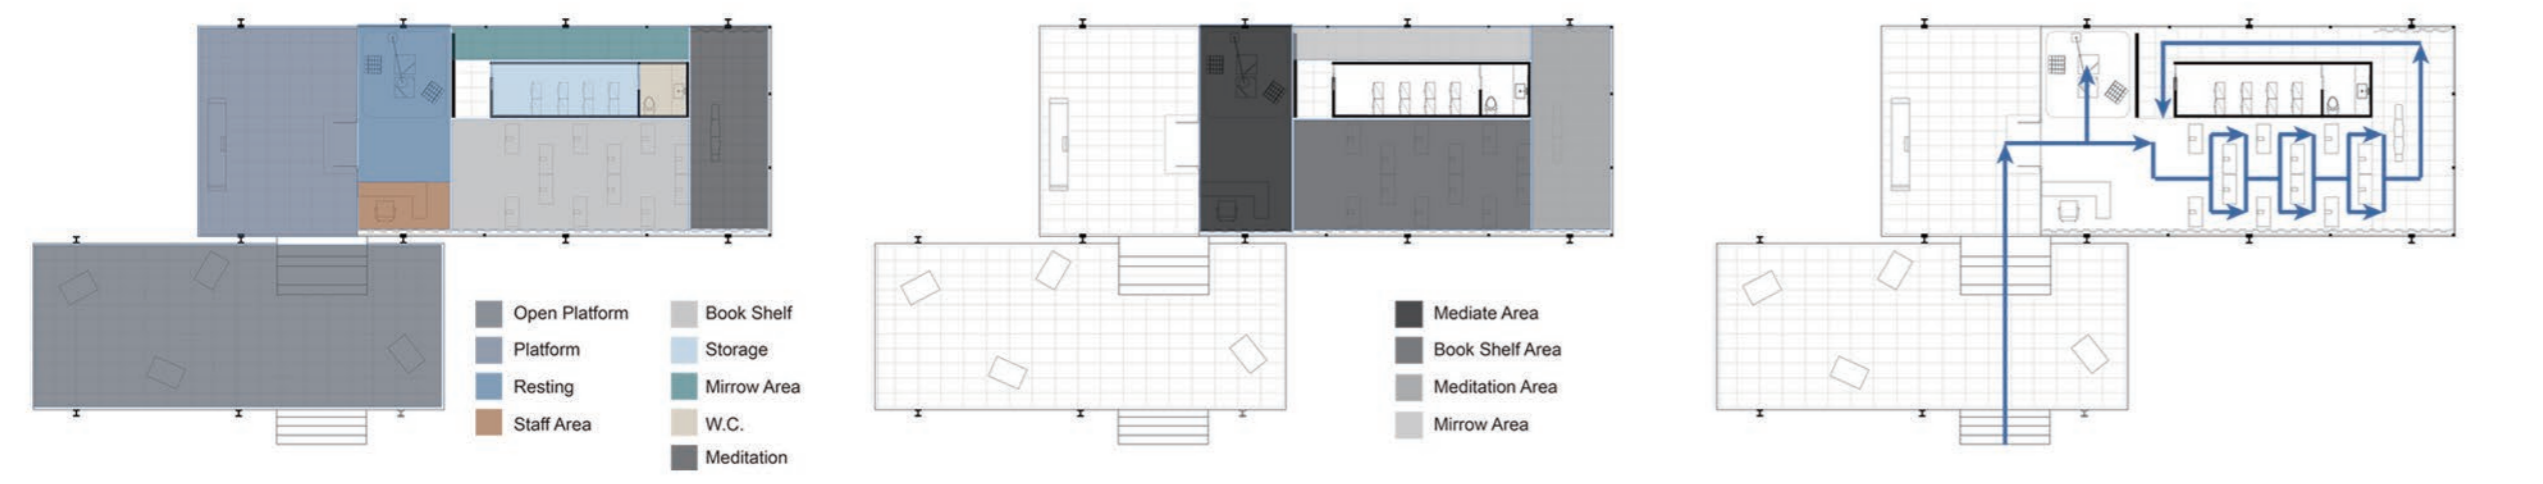 Open Platform
Platform
Resting
Staff Area
Book Shelf
Storage
Mirrow Area
W.C.
Meditation
Mediate Area
Book Shelf Area
Meditation Area
Mirrow Area